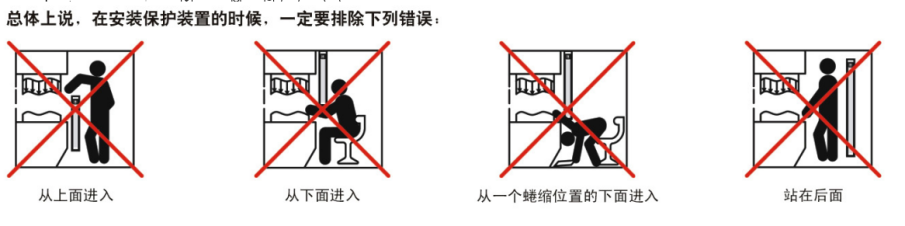 总体上说，在安装保护装置的时候，一定要排除下列错误：
从上面进入
从下面进入
从一个蜷缩位置的下面进入
站在后面